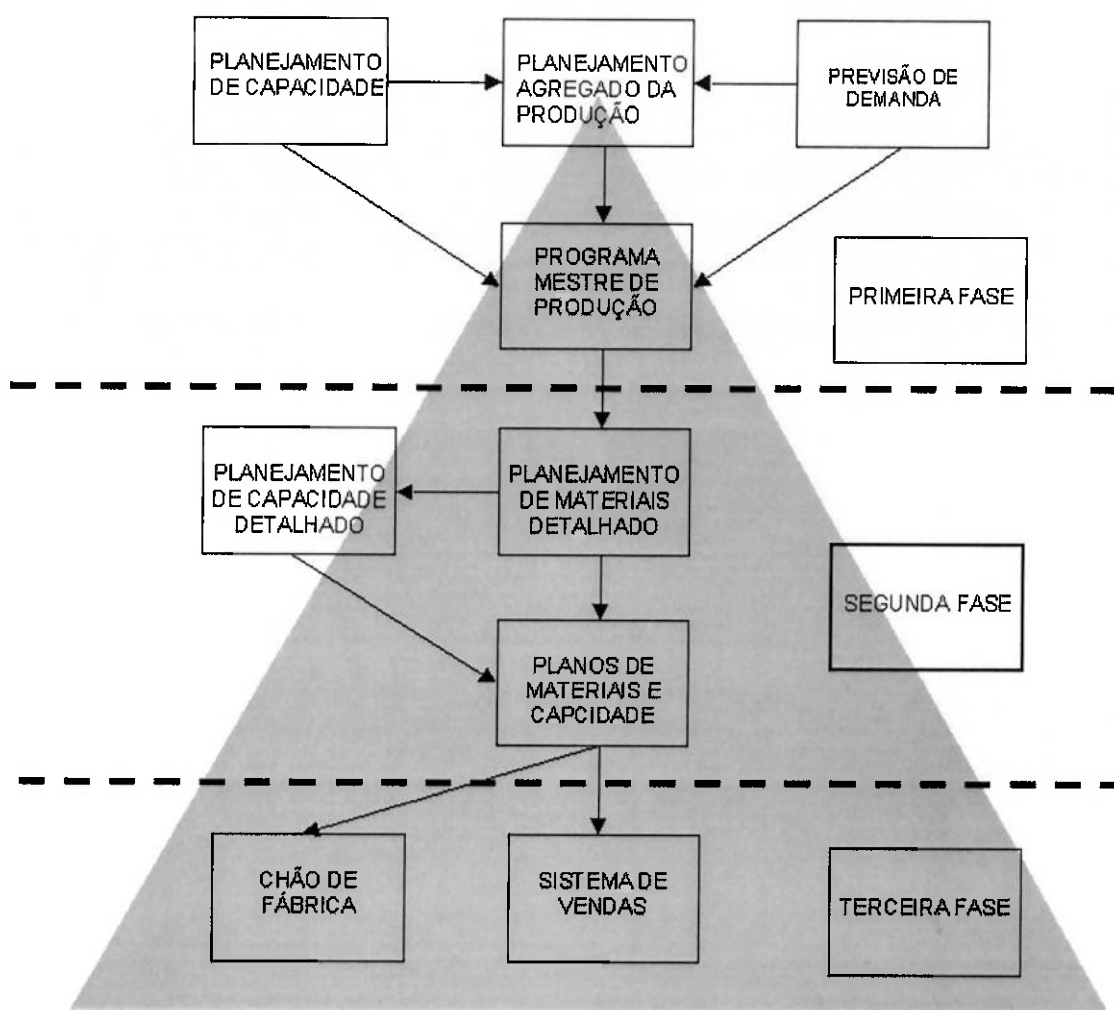 PLANEJAMENTO
DE CAPACIDADE
PLANEJAMENTO
AGREGADO DA
PRODUÇÃO
PREVISÃO DE
DEMANDA
PROGRAMA
MESTRE DE
PRODUÇÃO
PRIMEIRA FASE
PLANEJAMENTO
DE CAPACIDADE
DETALHADO
PLANEJAMENTO
DE MATERIAIS
DETALHADO
SEGUNDA FASE
PLANOS DE
MATERIAIS E
CAPCIDADE
CHÃO DE
FÁBRICA
SISTEMA DE
VENDAS
TERCEIRA FASE